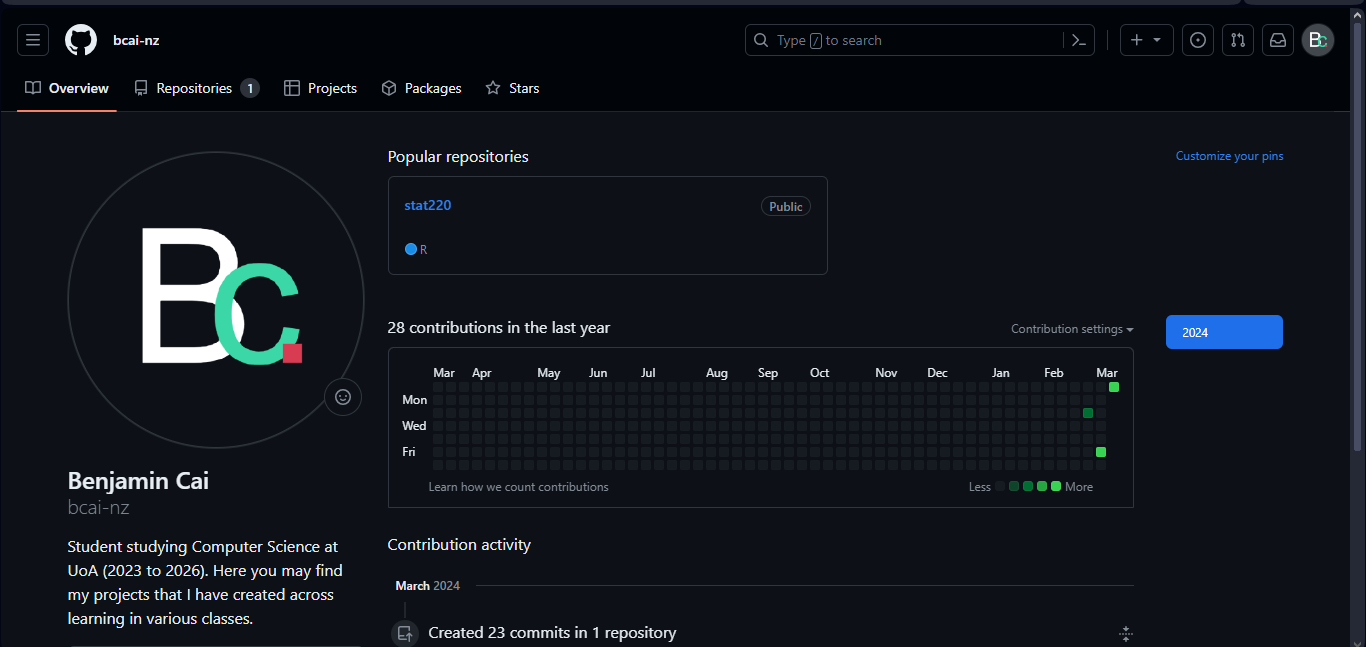 bcai-nz
Type / to search
Overview
Repositories 1
Projects
Packages
Stars
BC
BC
Benjamin Cai
bcai-nz
Student studying Computer Science at
UoA (2023 to 2026). Here you may find
my projects that I have created across
learning in various classes.
Popular repositories
Customize your pins
stat220
Public
R
28 contributions in the last year
Contribution settings
2024
Mar Apr May Jun Jul Aug Sep Oct Nov Dec Jan Feb Mar
Mon
Wed
Fri
Learn how we count contributions
Less More
Contribution activity
March 2024
Created 23 commits in 1 repository